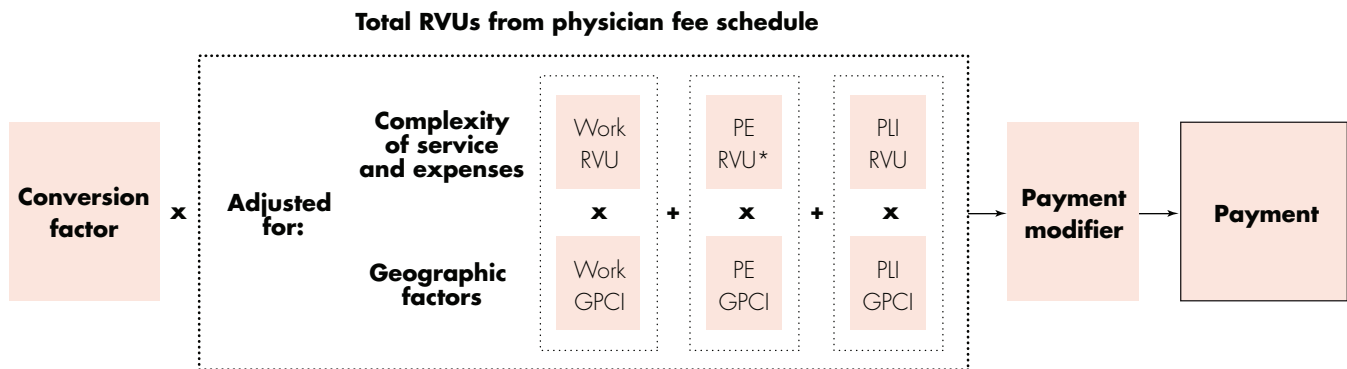 Total RVUs from physician fee schedule
Conversion
factor
x
Adjusted
for:
Complexity
of service
and expenses
Work
RVU
x
Work
GPCI
+
PE
RVU*
x
PE
GPCI
+
PLI
RVU
x
PLI
GPCI
Geographic
factors
Payment
modifier
Payment